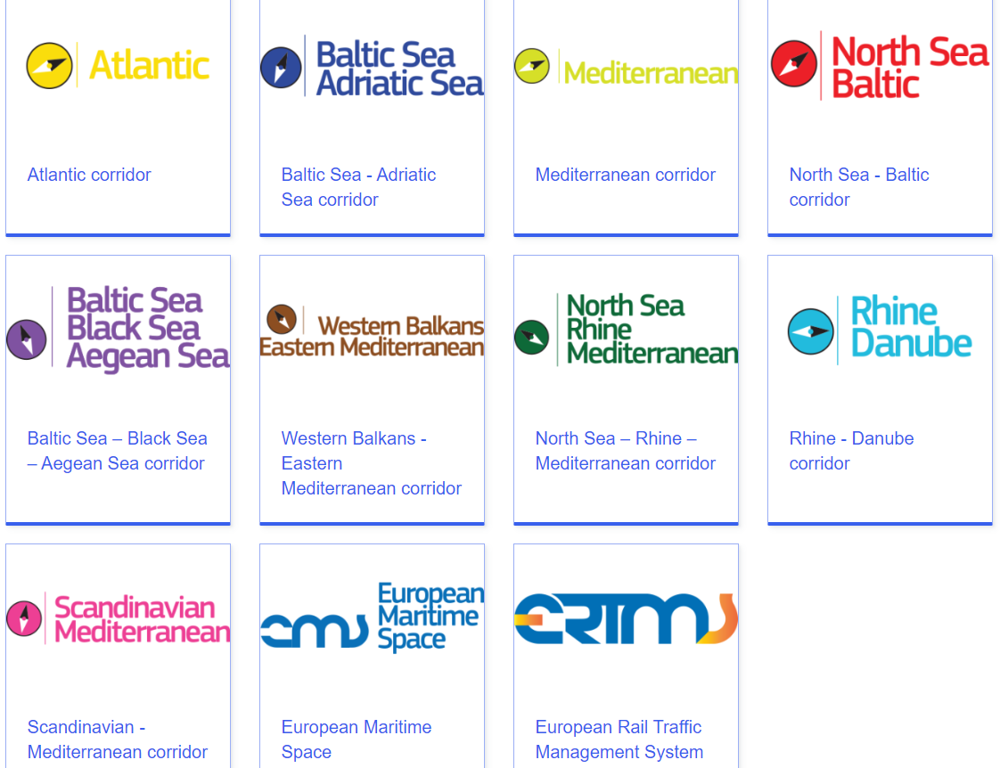 Atlantic
Atlantic corridor
Baltic Sea
Adriatic Sea
Baltic Sea - Adriatic
Sea corridor
Mediterranean
Mediterranean corridor
North Sea
Baltic
North Sea - Baltic
corridor
Baltic Sea
Black Sea
Aegean Sea
Baltic Sea – Black Sea
– Aegean Sea corridor
Western Balkans
Eastern Mediterranean
Western Balkans -
Eastern
Mediterranean corridor
North Sea
Rhine
Mediterranean
North Sea – Rhine –
Mediterranean corridor
Rhine
Danube
Rhine - Danube
corridor
Scandinavian
Mediterranean
Scandinavian -
Mediterranean corridor
ems
European
Maritime
Space
European Maritime
Space
ERTMS
European Rail Traffic
Management System